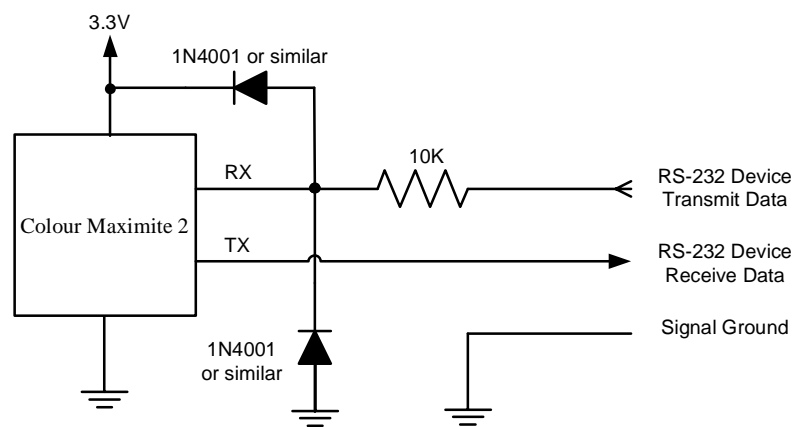 3.3V
1N4001 or similar
10K
RX
RS-232 Device
Transmit Data
Colour Maximite 2
TX
RS-232 Device
Receive Data
1N4001
or similar
Signal Ground